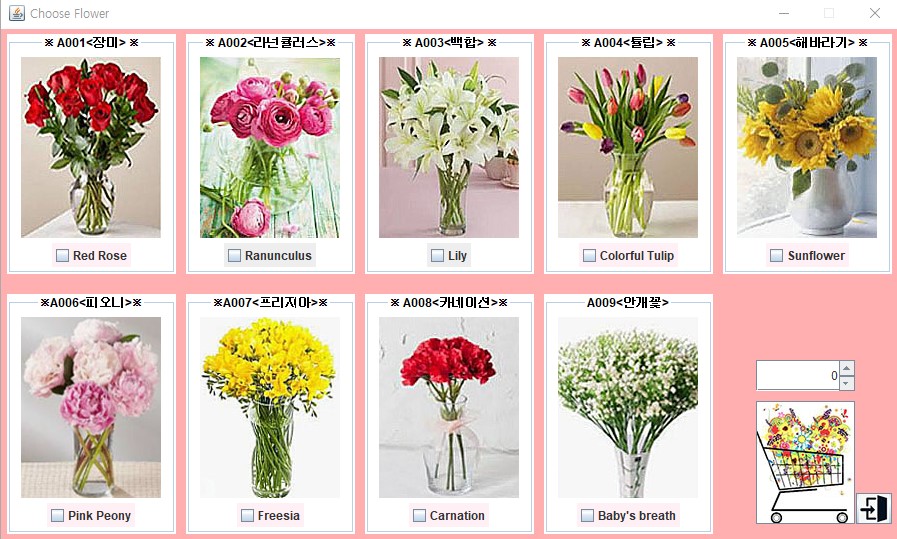 Choose Flower
※ A001<장미> ※
※ A002<라넌큘러스>※
※ A003<백합> ※
※ A004<튤립> ※
※ A005<해바라기> ※
Red Rose
Ranunculus
Lily
Colorful Tulip
Sunflower
※A006<피오니>※
※A007<프리지아>※
※ A008<카네이션>※
A009<안개꽃>
0
Pink Peony
Freesia
Carnation
Baby's breath